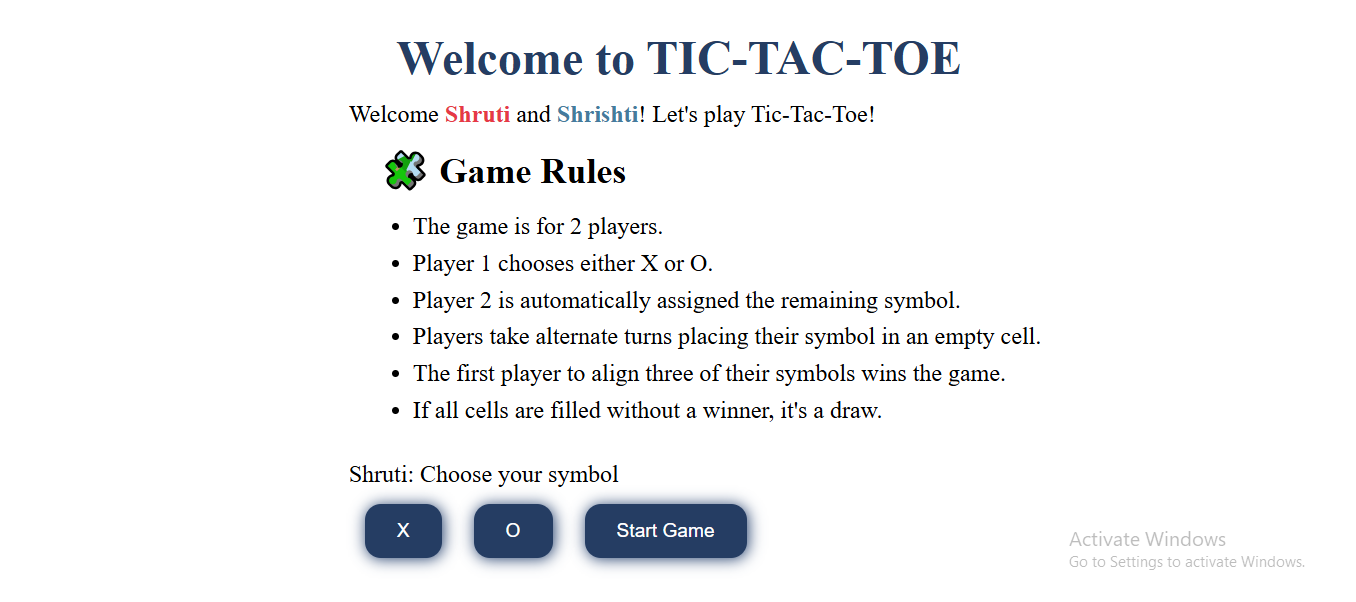 Welcome to TIC-TAC-TOE
Welcome Shruti and Shrishti! Let's play Tic-Tac-Toe!
Game Rules
The game is for 2 players.
Player 1 chooses either X or O.
Player 2 is automatically assigned the remaining symbol.
Players take alternate turns placing their symbol in an empty cell.
The first player to align three of their symbols wins the game.
If all cells are filled without a winner, it's a draw.
Shruti: Choose your symbol
X O Start Game
Activate Windows
Go to Settings to activate Windows.